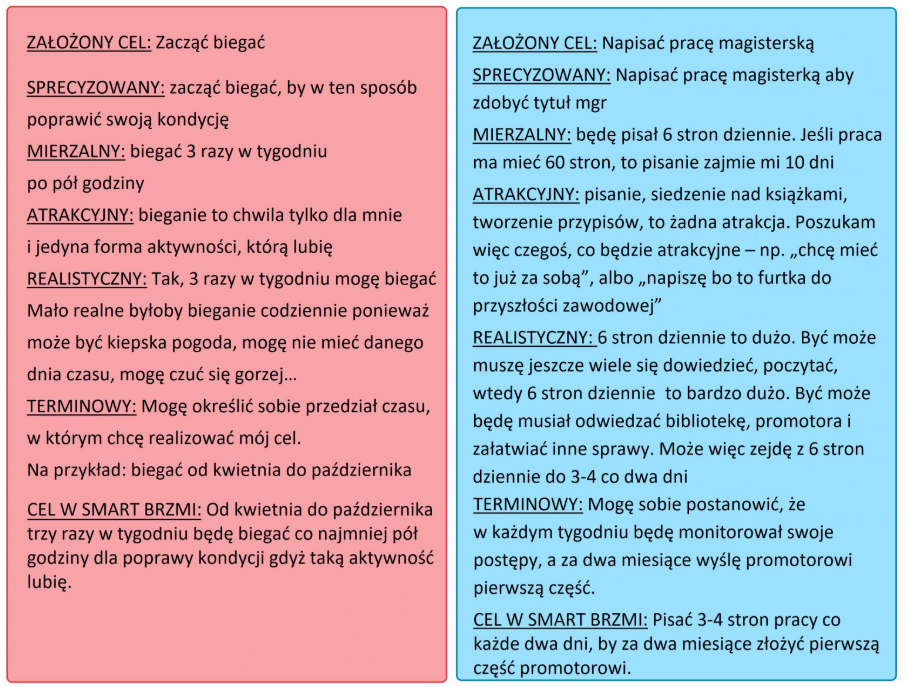 ZAŁOŻONY CEL: Zacząć biegać
SPRECYZOWANY: zacząć biegać, by w ten sposób
poprawić swoją kondycję
MIERZALNY: biegać 3 razy w tygodniu
po pół godziny
ATRAKCYJNY: bieganie to chwila tylko dla mnie
i jedyna forma aktywności, którą lubię
REALISTYCZNY: Tak, 3 razy w tygodniu mogę biegać
Mało realne byłoby bieganie codziennie ponieważ
może być kiepska pogoda, mogę nie mieć danego
dnia czasu, mogę czuć się gorzej...
TERMINOWY: Mogę określić sobie przedział czasu,
w którym chcę realizować mój cel.
Na przykład: biegać od kwietnia do października
CEL W SMART BRZMI: Od kwietnia do października
trzy razy w tygodniu będę biegać co najmniej pół
godziny dla poprawy kondycji gdyż taką aktywność
lubię.
ZAŁOŻONY CEL: Napisać pracę magisterską
SPRECYZOWANY: Napisać pracę magisterką aby
zdobyć tytuł mgr
MIERZALNY: będę pisał 6 stron dziennie. Jeśli praca
ma mieć 60 stron, to pisanie zajmie mi 10 dni
ATRAKCYJNY: pisanie, siedzenie nad książkami,
tworzenie przypisów, to żadna atrakcja. Poszukam
więc czegoś, co będzie atrakcyjne – np. „chcę mieć
to już za sobą”, albo „napiszę bo to furtka do
przyszłości zawodowej”
REALISTYCZNY: 6 stron dziennie to dużo. Być może
muszę jeszcze wiele się dowiedzieć, poczytać,
wtedy 6 stron dziennie to bardzo dużo. Być może
będę musiał odwiedzać bibliotekę, promotora i
załatwiać inne sprawy. Może więc zejdę z 6 stron
dziennie do 3-4 co dwa dni
TERMINOWY: Mogę sobie postanowić, że
w każdym tygodniu będę monitorował swoje
postępy, a za dwa miesiące wyślę promotorowi
pierwszą część.
CEL W SMART BRZMI: Pisać 3-4 stron pracy co
każde dwa dni, by za dwa miesiące złożyć pierwszą
część promotorowi.